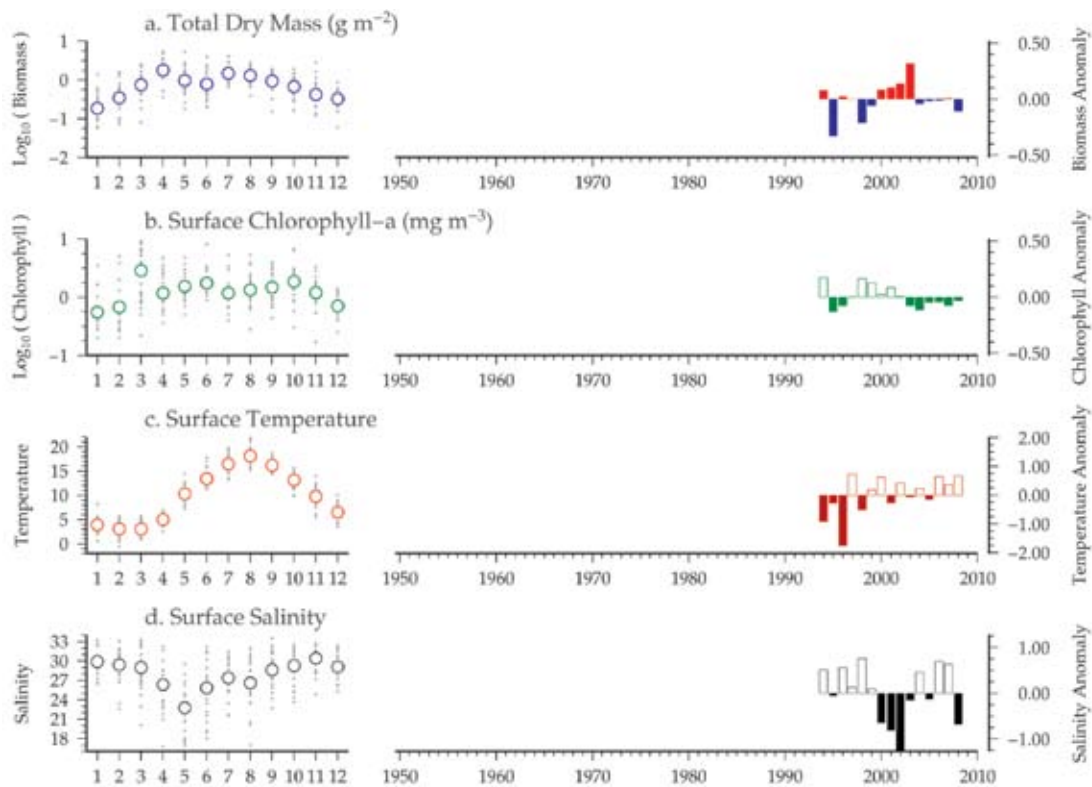 a. Total Dry Mass (g m⁻²)
Log₁₀ ( Biomass )
1
0
−1
−2
1 2 3 4 5 6 7 8 9 10 11 12
1950 1960 1970 1980 1990 2000 2010
0.50
0.00
−0.50
Biomass Anomaly
b. Surface Chlorophyll−a (mg m⁻³)
Log₁₀ ( Chlorophyll )
1
0
−1
1 2 3 4 5 6 7 8 9 10 11 12
1950 1960 1970 1980 1990 2000 2010
0.50
0.00
−0.50
Chlorophyll Anomaly
c. Surface Temperature
Temperature
20
15
10
5
0
1 2 3 4 5 6 7 8 9 10 11 12
1950 1960 1970 1980 1990 2000 2010
2.00
1.00
0.00
−1.00
−2.00
Temperature Anomaly
d. Surface Salinity
Salinity
33
30
27
24
21
18
1 2 3 4 5 6 7 8 9 10 11 12
1950 1960 1970 1980 1990 2000 2010
1.00
0.00
−1.00
Salinity Anomaly